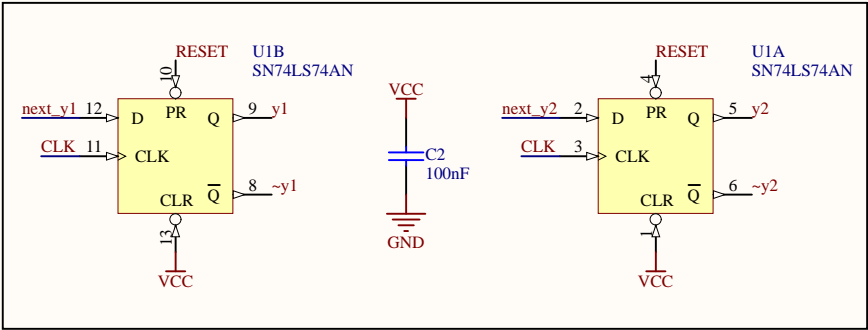 RESET
U1B
SN74LS74AN
10
next_y1
12
D
PR
Q
9
y1
CLK
11
CLK
CLR
Q
8
~y1
13
VCC
VCC
C2
100nF
GND
RESET
U1A
SN74LS74AN
4
next_y2
2
D
PR
Q
5
y2
CLK
3
CLK
CLR
Q
6
~y2
1
VCC